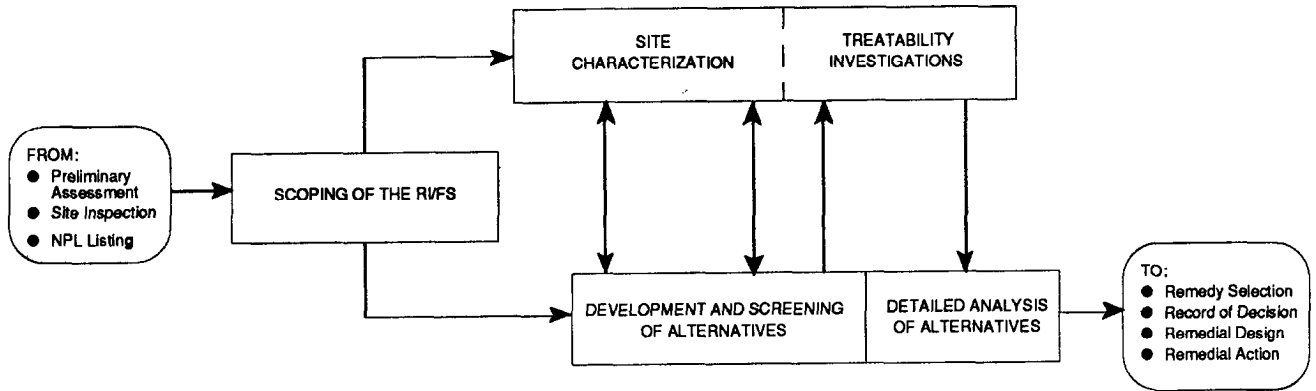 FROM:
● Preliminary
Assessment
● Site Inspection
● NPL Listing
SCOPING OF THE RI/FS
SITE
CHARACTERIZATION
TREATABILITY
INVESTIGATIONS
DEVELOPMENT AND SCREENING
OF ALTERNATIVES
DETAILED ANALYSIS
OF ALTERNATIVES
TO:
● Remedy Selection
● Record of Decision
● Remedial Design
● Remedial Action